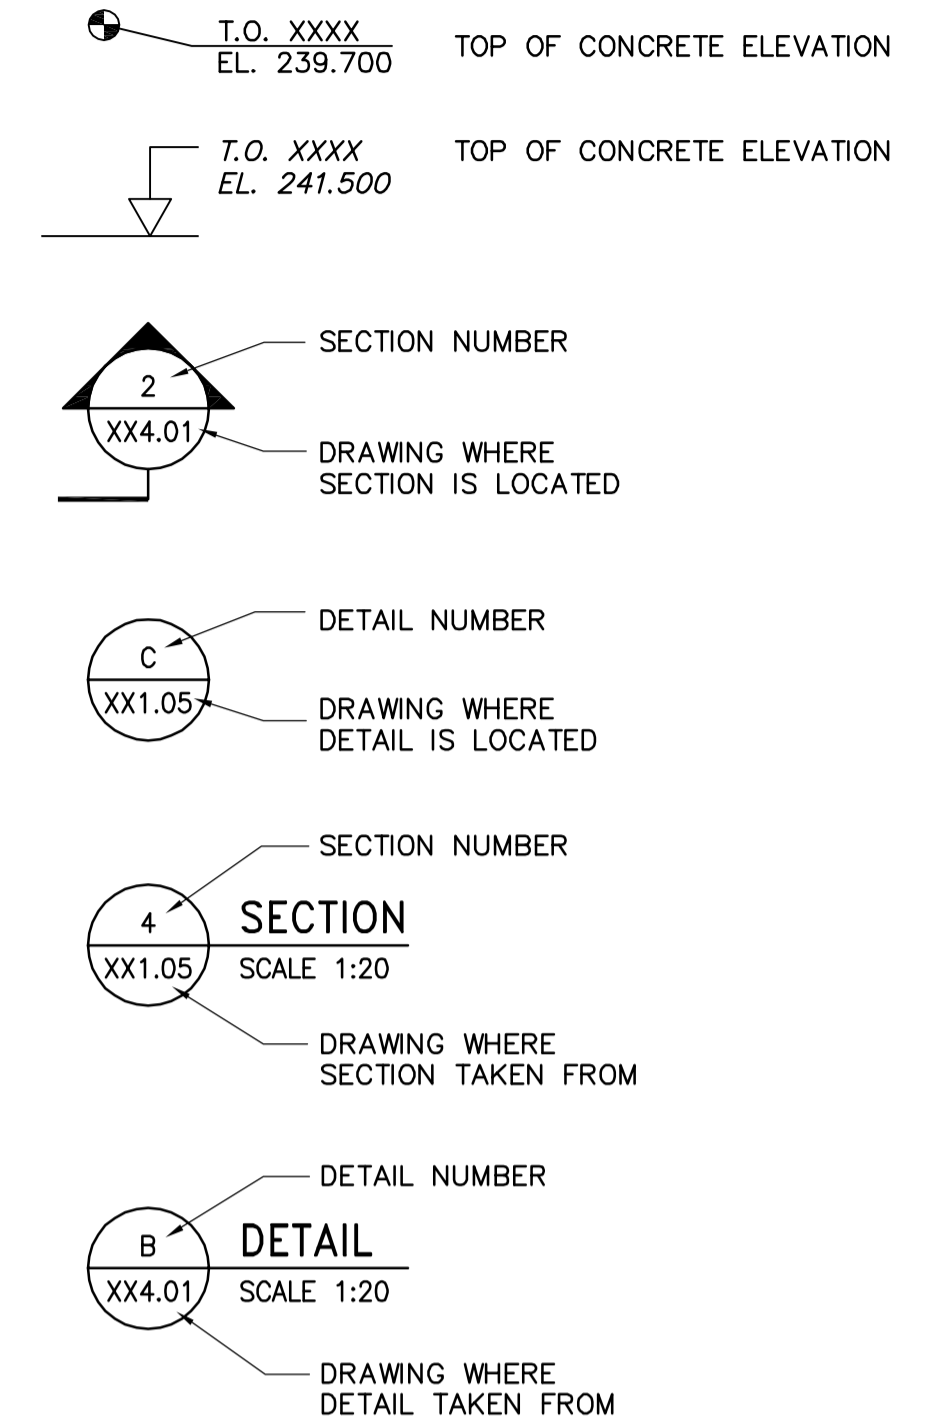 T.O. XXXX
EL. 239.700
TOP OF CONCRETE ELEVATION
T.O. XXXX
EL. 241.500
TOP OF CONCRETE ELEVATION
SECTION NUMBER
2
XX4.01
DRAWING WHERE
SECTION IS LOCATED
DETAIL NUMBER
C
XX1.05
DRAWING WHERE
DETAIL IS LOCATED
SECTION NUMBER
4
SECTION
XX1.05
SCALE 1:20
DRAWING WHERE
SECTION TAKEN FROM
DETAIL NUMBER
B
DETAIL
XX4.01
SCALE 1:20
DRAWING WHERE
DETAIL TAKEN FROM